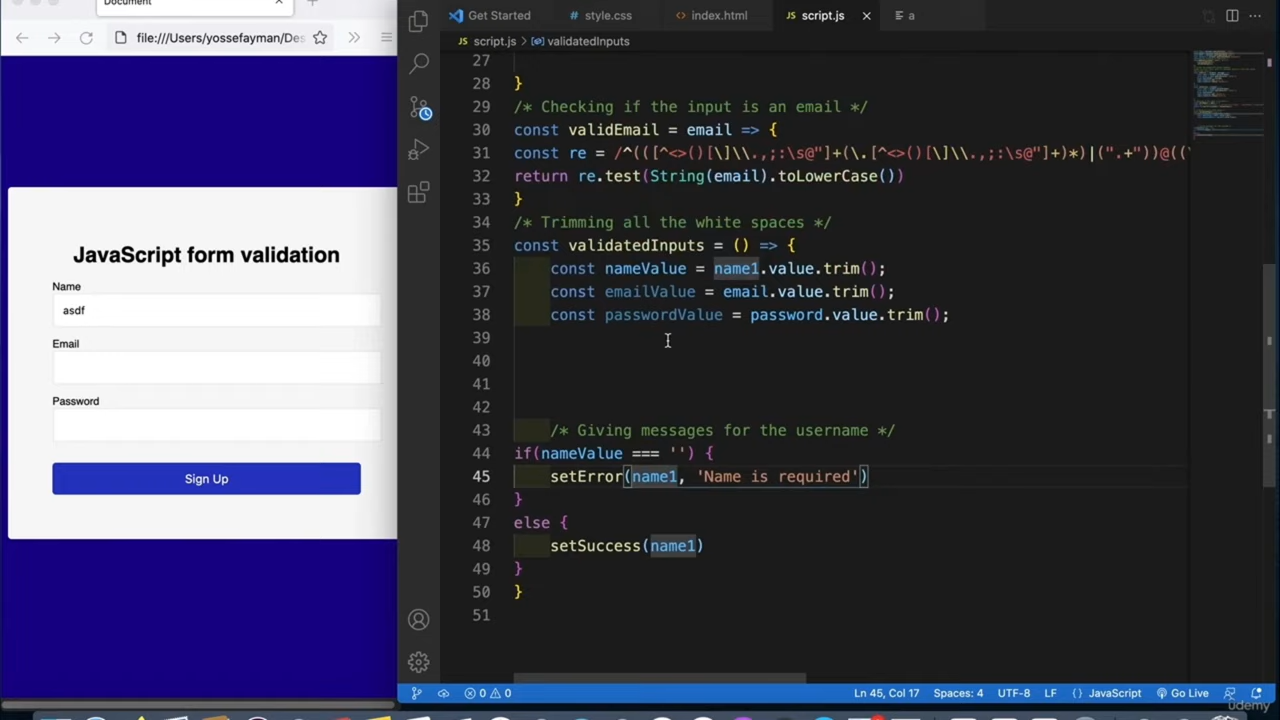 Document
file:///Users/yossefayman/Des
JavaScript form validation
Name
asdf
Email
Password
Sign Up
Get Started
style.css
index.html
script.js
a
script.js > validatedInputs
27
28 }
29 /* Checking if the input is an email */
30 const validEmail = email => {
31 const re = /^(([^<>()[\]\\.,;:\s@"]+(\.[^<>()[\]\\.,;:\s@"]+)*)|(".+"))@((\
32 return re.test(String(email).toLowerCase())
33 }
34 /* Trimming all the white spaces */
35 const validatedInputs = () => {
36 const nameValue = name1.value.trim();
37 const emailValue = email.value.trim();
38 const passwordValue = password.value.trim();
39
40
41
42
43 /* Giving messages for the username */
44 if(nameValue === '') {
45 setError(name1, 'Name is required')
46 }
47 else {
48 setSuccess(name1)
49 }
50 }
51
0 0 Ln 45, Col 17 Spaces: 4 UTF-8 LF {} JavaScript Go Live
udemy